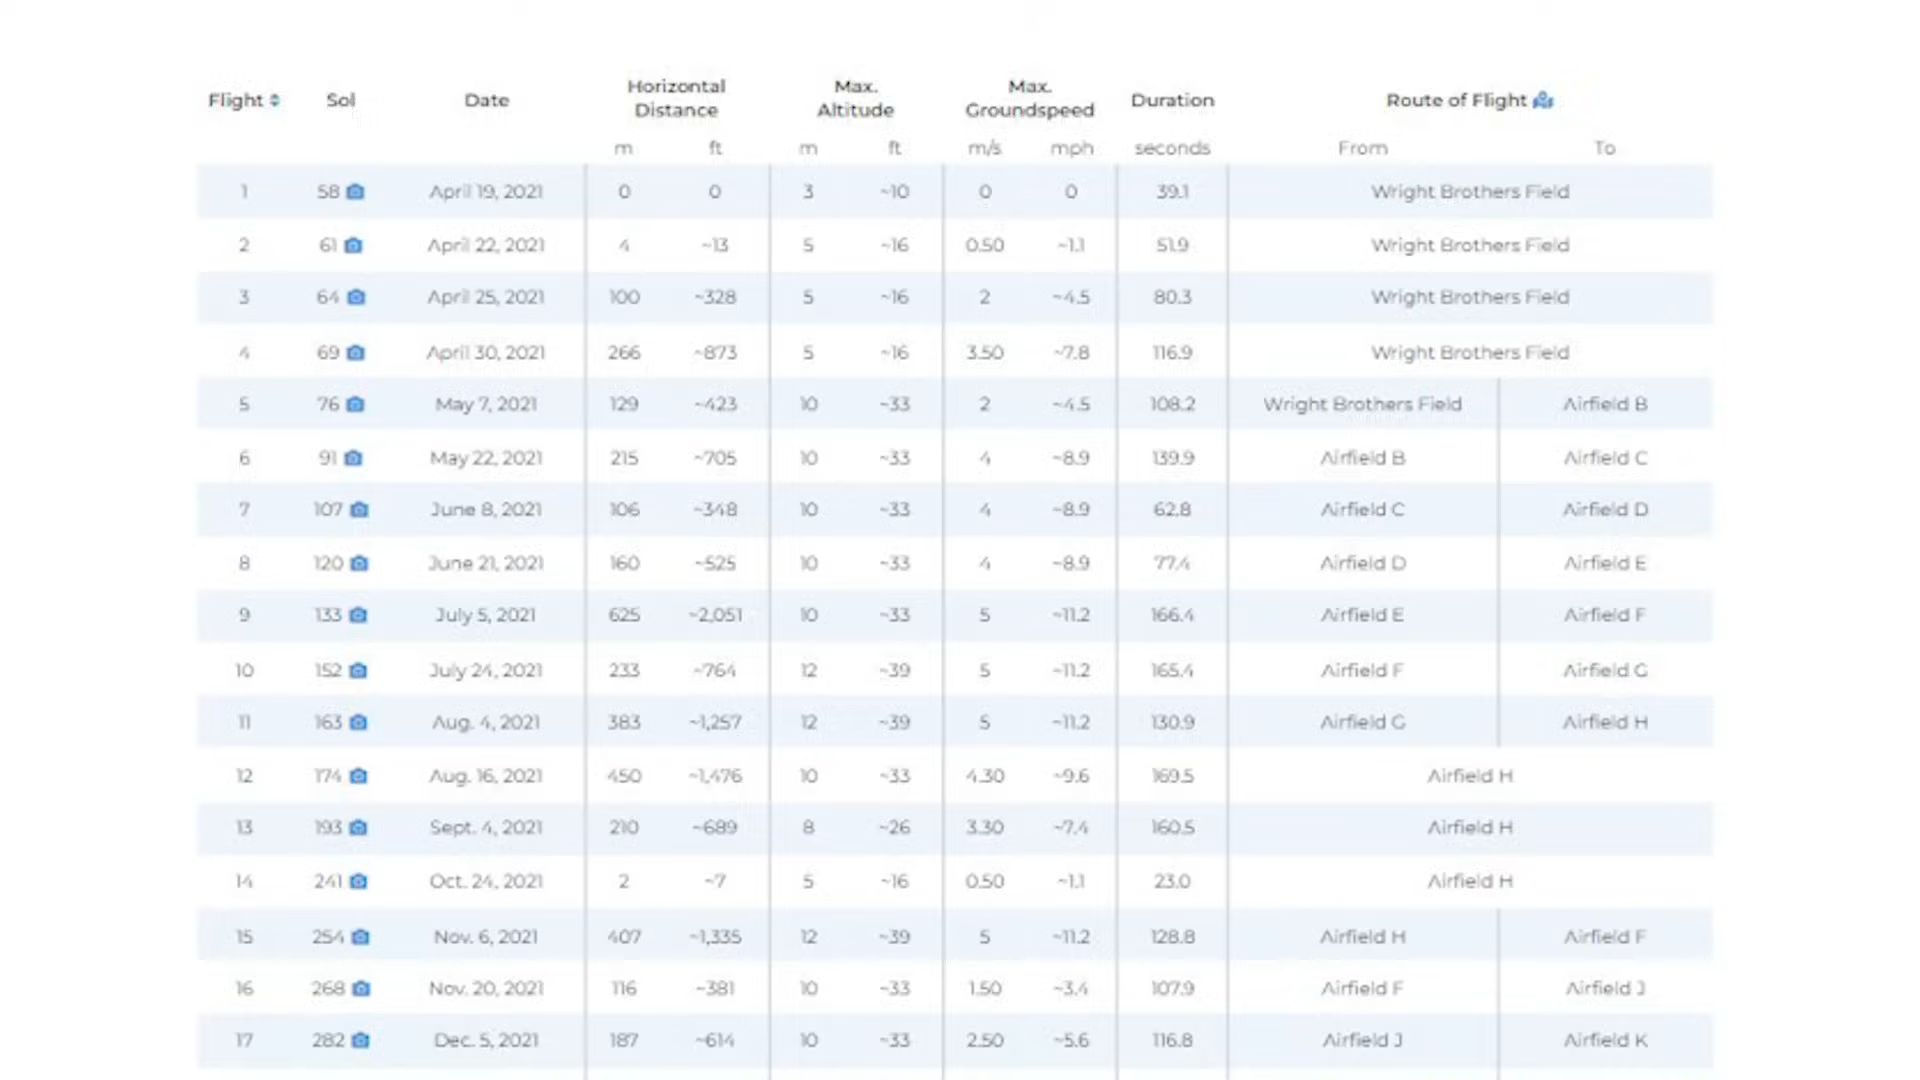 Flight Sol Date Horizontal Distance Max. Altitude Max. Groundspeed Duration Route of Flight
m ft m ft m/s mph seconds From To
1 58 April 19, 2021 0 0 3 ~10 0 0 39.1 Wright Brothers Field
2 61 April 22, 2021 4 ~13 5 ~16 0.50 ~1.1 51.9 Wright Brothers Field
3 64 April 25, 2021 100 ~328 5 ~16 2 ~4.5 80.3 Wright Brothers Field
4 69 April 30, 2021 266 ~873 5 ~16 3.50 ~7.8 116.9 Wright Brothers Field
5 76 May 7, 2021 129 ~423 10 ~33 2 ~4.5 108.2 Wright Brothers Field Airfield B
6 91 May 22, 2021 215 ~705 10 ~33 4 ~8.9 139.9 Airfield B Airfield C
7 107 June 8, 2021 106 ~348 10 ~33 4 ~8.9 62.8 Airfield C Airfield D
8 120 June 21, 2021 160 ~525 10 ~33 4 ~8.9 77.4 Airfield D Airfield E
9 133 July 5, 2021 625 ~2,051 10 ~33 5 ~11.2 166.4 Airfield E Airfield F
10 152 July 24, 2021 233 ~764 12 ~39 5 ~11.2 165.4 Airfield F Airfield G
11 163 Aug. 4, 2021 383 ~1,257 12 ~39 5 ~11.2 130.9 Airfield G Airfield H
12 174 Aug. 16, 2021 450 ~1,476 10 ~33 4.30 ~9.6 169.5 Airfield H
13 193 Sept. 4, 2021 210 ~689 8 ~26 3.30 ~7.4 160.5 Airfield H
14 241 Oct. 24, 2021 2 ~7 5 ~16 0.50 ~1.1 23.0 Airfield H
15 254 Nov. 6, 2021 407 ~1,335 12 ~39 5 ~11.2 128.8 Airfield H Airfield F
16 268 Nov. 20, 2021 116 ~381 10 ~33 1.50 ~3.4 107.9 Airfield F Airfield J
17 282 Dec. 5, 2021 187 ~614 10 ~33 2.50 ~5.6 116.8 Airfield J Airfield K